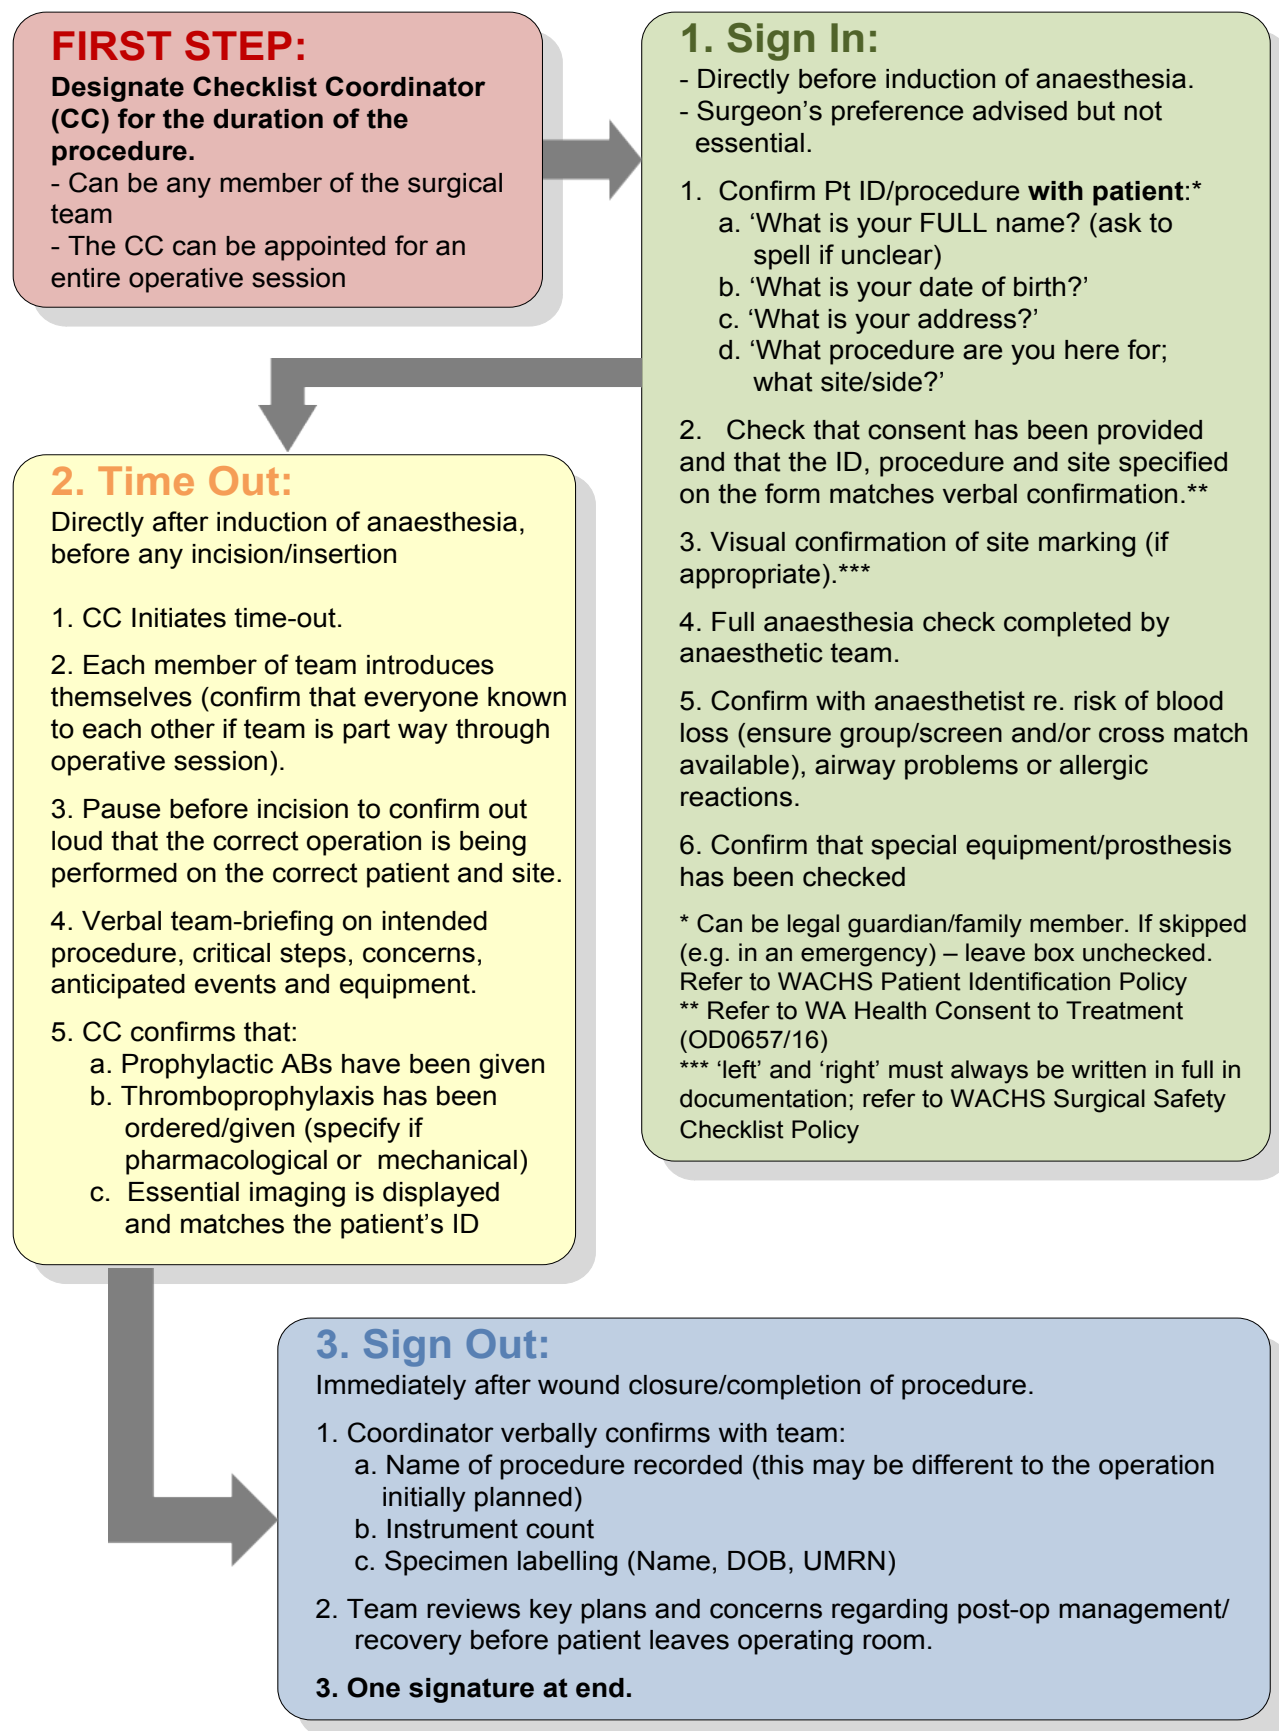 FIRST STEP:
Designate Checklist Coordinator
(CC) for the duration of the
procedure.
- Can be any member of the surgical
team
- The CC can be appointed for an
entire operative session
1. Sign In:
- Directly before induction of anaesthesia.
- Surgeon’s preference advised but not
essential.
1. Confirm Pt ID/procedure with patient:*
a. ‘What is your FULL name? (ask to
spell if unclear)
b. ‘What is your date of birth?’
c. ‘What is your address?’
d. ‘What procedure are you here for;
what site/side?’
2. Check that consent has been provided
and that the ID, procedure and site specified
on the form matches verbal confirmation.**
3. Visual confirmation of site marking (if
appropriate).***
4. Full anaesthesia check completed by
anaesthetic team.
5. Confirm with anaesthetist re. risk of blood
loss (ensure group/screen and/or cross match
available), airway problems or allergic
reactions.
6. Confirm that special equipment/prosthesis
has been checked
* Can be legal guardian/family member. If skipped
(e.g. in an emergency) – leave box unchecked.
Refer to WACHS Patient Identification Policy
** Refer to WA Health Consent to Treatment
(OD0657/16)
*** ‘left’ and ‘right’ must always be written in full in
documentation; refer to WACHS Surgical Safety
Checklist Policy
2. Time Out:
Directly after induction of anaesthesia,
before any incision/insertion
1. CC Initiates time-out.
2. Each member of team introduces
themselves (confirm that everyone known
to each other if team is part way through
operative session).
3. Pause before incision to confirm out
loud that the correct operation is being
performed on the correct patient and site.
4. Verbal team-briefing on intended
procedure, critical steps, concerns,
anticipated events and equipment.
5. CC confirms that:
a. Prophylactic ABs have been given
b. Thromboprophylaxis has been
ordered/given (specify if
pharmacological or mechanical)
c. Essential imaging is displayed
and matches the patient’s ID
3. Sign Out:
Immediately after wound closure/completion of procedure.
1. Coordinator verbally confirms with team:
a. Name of procedure recorded (this may be different to the operation
initially planned)
b. Instrument count
c. Specimen labelling (Name, DOB, UMRN)
2. Team reviews key plans and concerns regarding post-op management/
recovery before patient leaves operating room.
3. One signature at end.